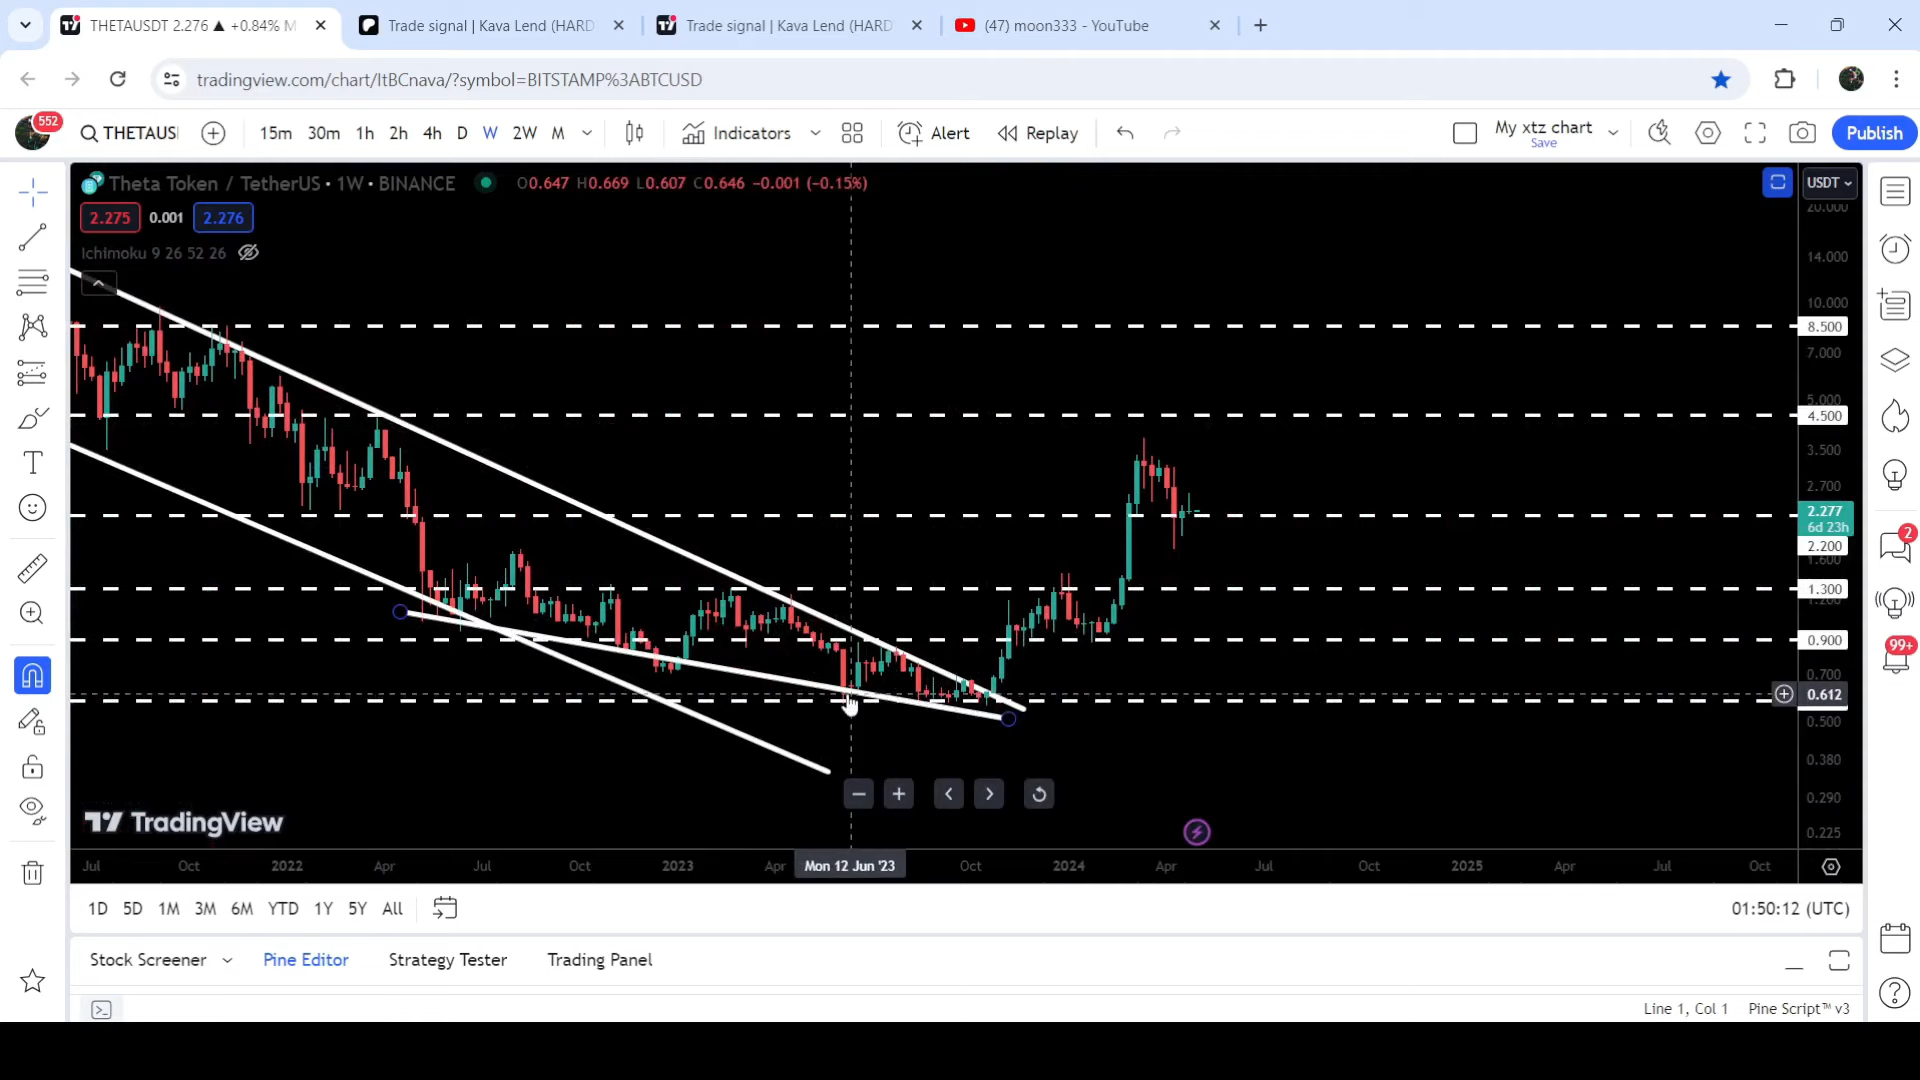 THETAUSDT 2.276 ▲ +0.84% M
Trade signal | Kava Lend (HARD
Trade signal | Kava Lend (HARD
(47) moon333 - YouTube
tradingview.com/chart/ItBCnava/?symbol=BITSTAMP%3ABTCUSD
552
THETAUS
15m 30m 1h 2h 4h D W 2W M
Indicators
Alert
Replay
My xtz chart
Save
Publish
Theta Token / TetherUS • 1W • BINANCE
O0.647 H0.669 L0.607 C0.646 −0.001 (−0.15%)
USDT
2.275 0.001 2.276
Ichimoku 9 26 52 26
20.000
14.000
10.000
8.500
7.000
5.000
4.500
3.500
2.700
2.277
6d 23h
2.200
1.600
1.300
1.200
0.900
0.700
0.612
0.500
0.380
0.290
0.225
2
99+
TradingView
Jul Oct 2022 Apr Jul Oct 2023 Apr Mon 12 Jun '23 Oct 2024 Apr Jul Oct 2025 Apr Jul Oct
1D 5D 1M 3M 6M YTD 1Y 5Y All
01:50:12 (UTC)
Stock Screener Pine Editor Strategy Tester Trading Panel
Line 1, Col 1 Pine Script™ v3